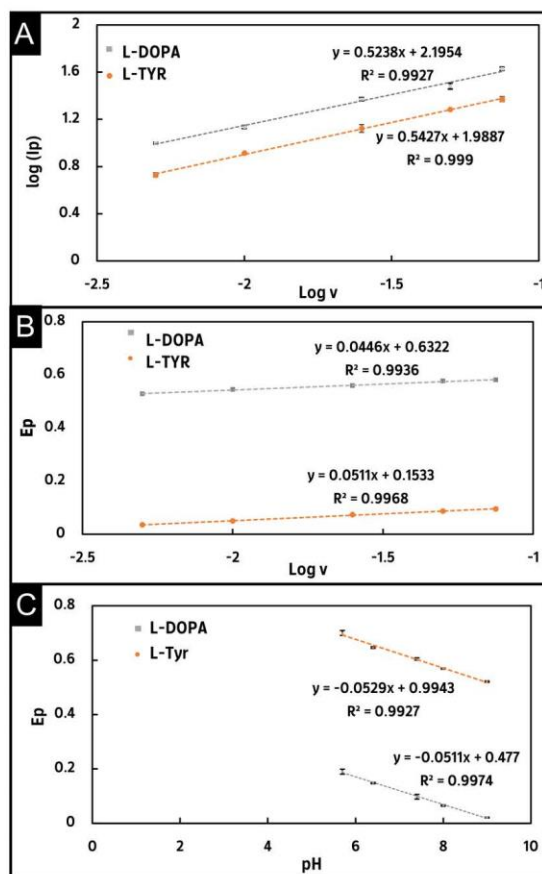 A
L-DOPA
L-TYR
y = 0.5238x + 2.1954
R² = 0.9927
y = 0.5427x + 1.9887
R² = 0.999
log (Ip)
2
1.6
1.2
0.8
0.4
0
-2.5 -2 -1.5 -1
Log v
B
L-DOPA
L-TYR
y = 0.0446x + 0.6322
R² = 0.9936
y = 0.0511x + 0.1533
R² = 0.9968
Ep
0.8
0.6
0.4
0.2
0
-2.5 -2 -1.5 -1
Log v
C
L-DOPA
L-Tyr
y = −0.0529x + 0.9943
R² = 0.9927
y = −0.0511x + 0.477
R² = 0.9974
Ep
0.8
0.6
0.4
0.2
0
0 2 4 6 8 10
pH